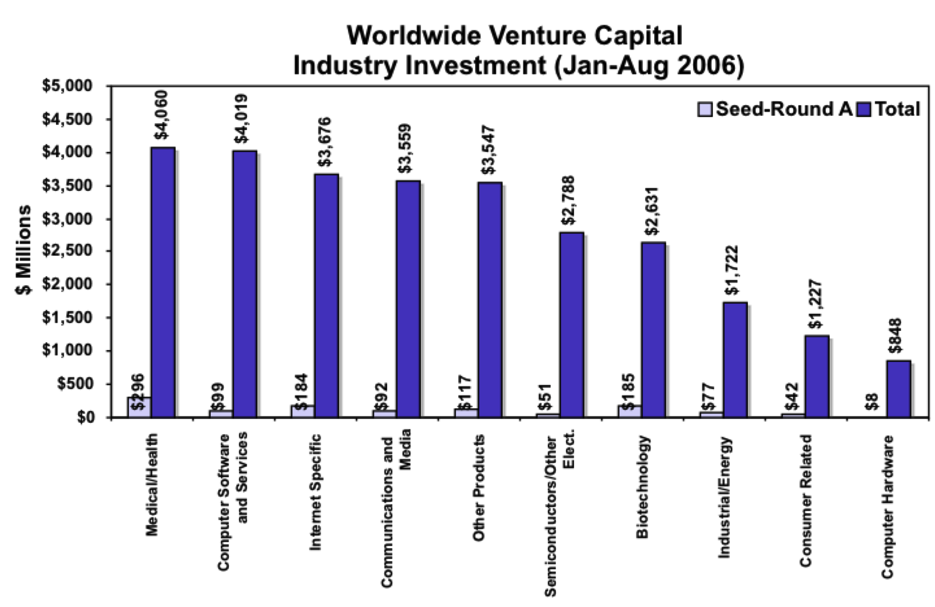 Worldwide Venture Capital
Industry Investment (Jan-Aug 2006)
Seed-Round A
Total
$ Millions
$5,000
$4,500
$4,000
$3,500
$3,000
$2,500
$2,000
$1,500
$1,000
$500
$0
$296
$4,060
$99
$4,019
$184
$3,676
$92
$3,559
$117
$3,547
$51
$2,788
$185
$2,631
$77
$1,722
$42
$1,227
$8
$848
Medical/Health
Computer Software
and Services
Internet Specific
Communications and
Media
Other Products
Semiconductors/Other
Elect.
Biotechnology
Industrial/Energy
Consumer Related
Computer Hardware